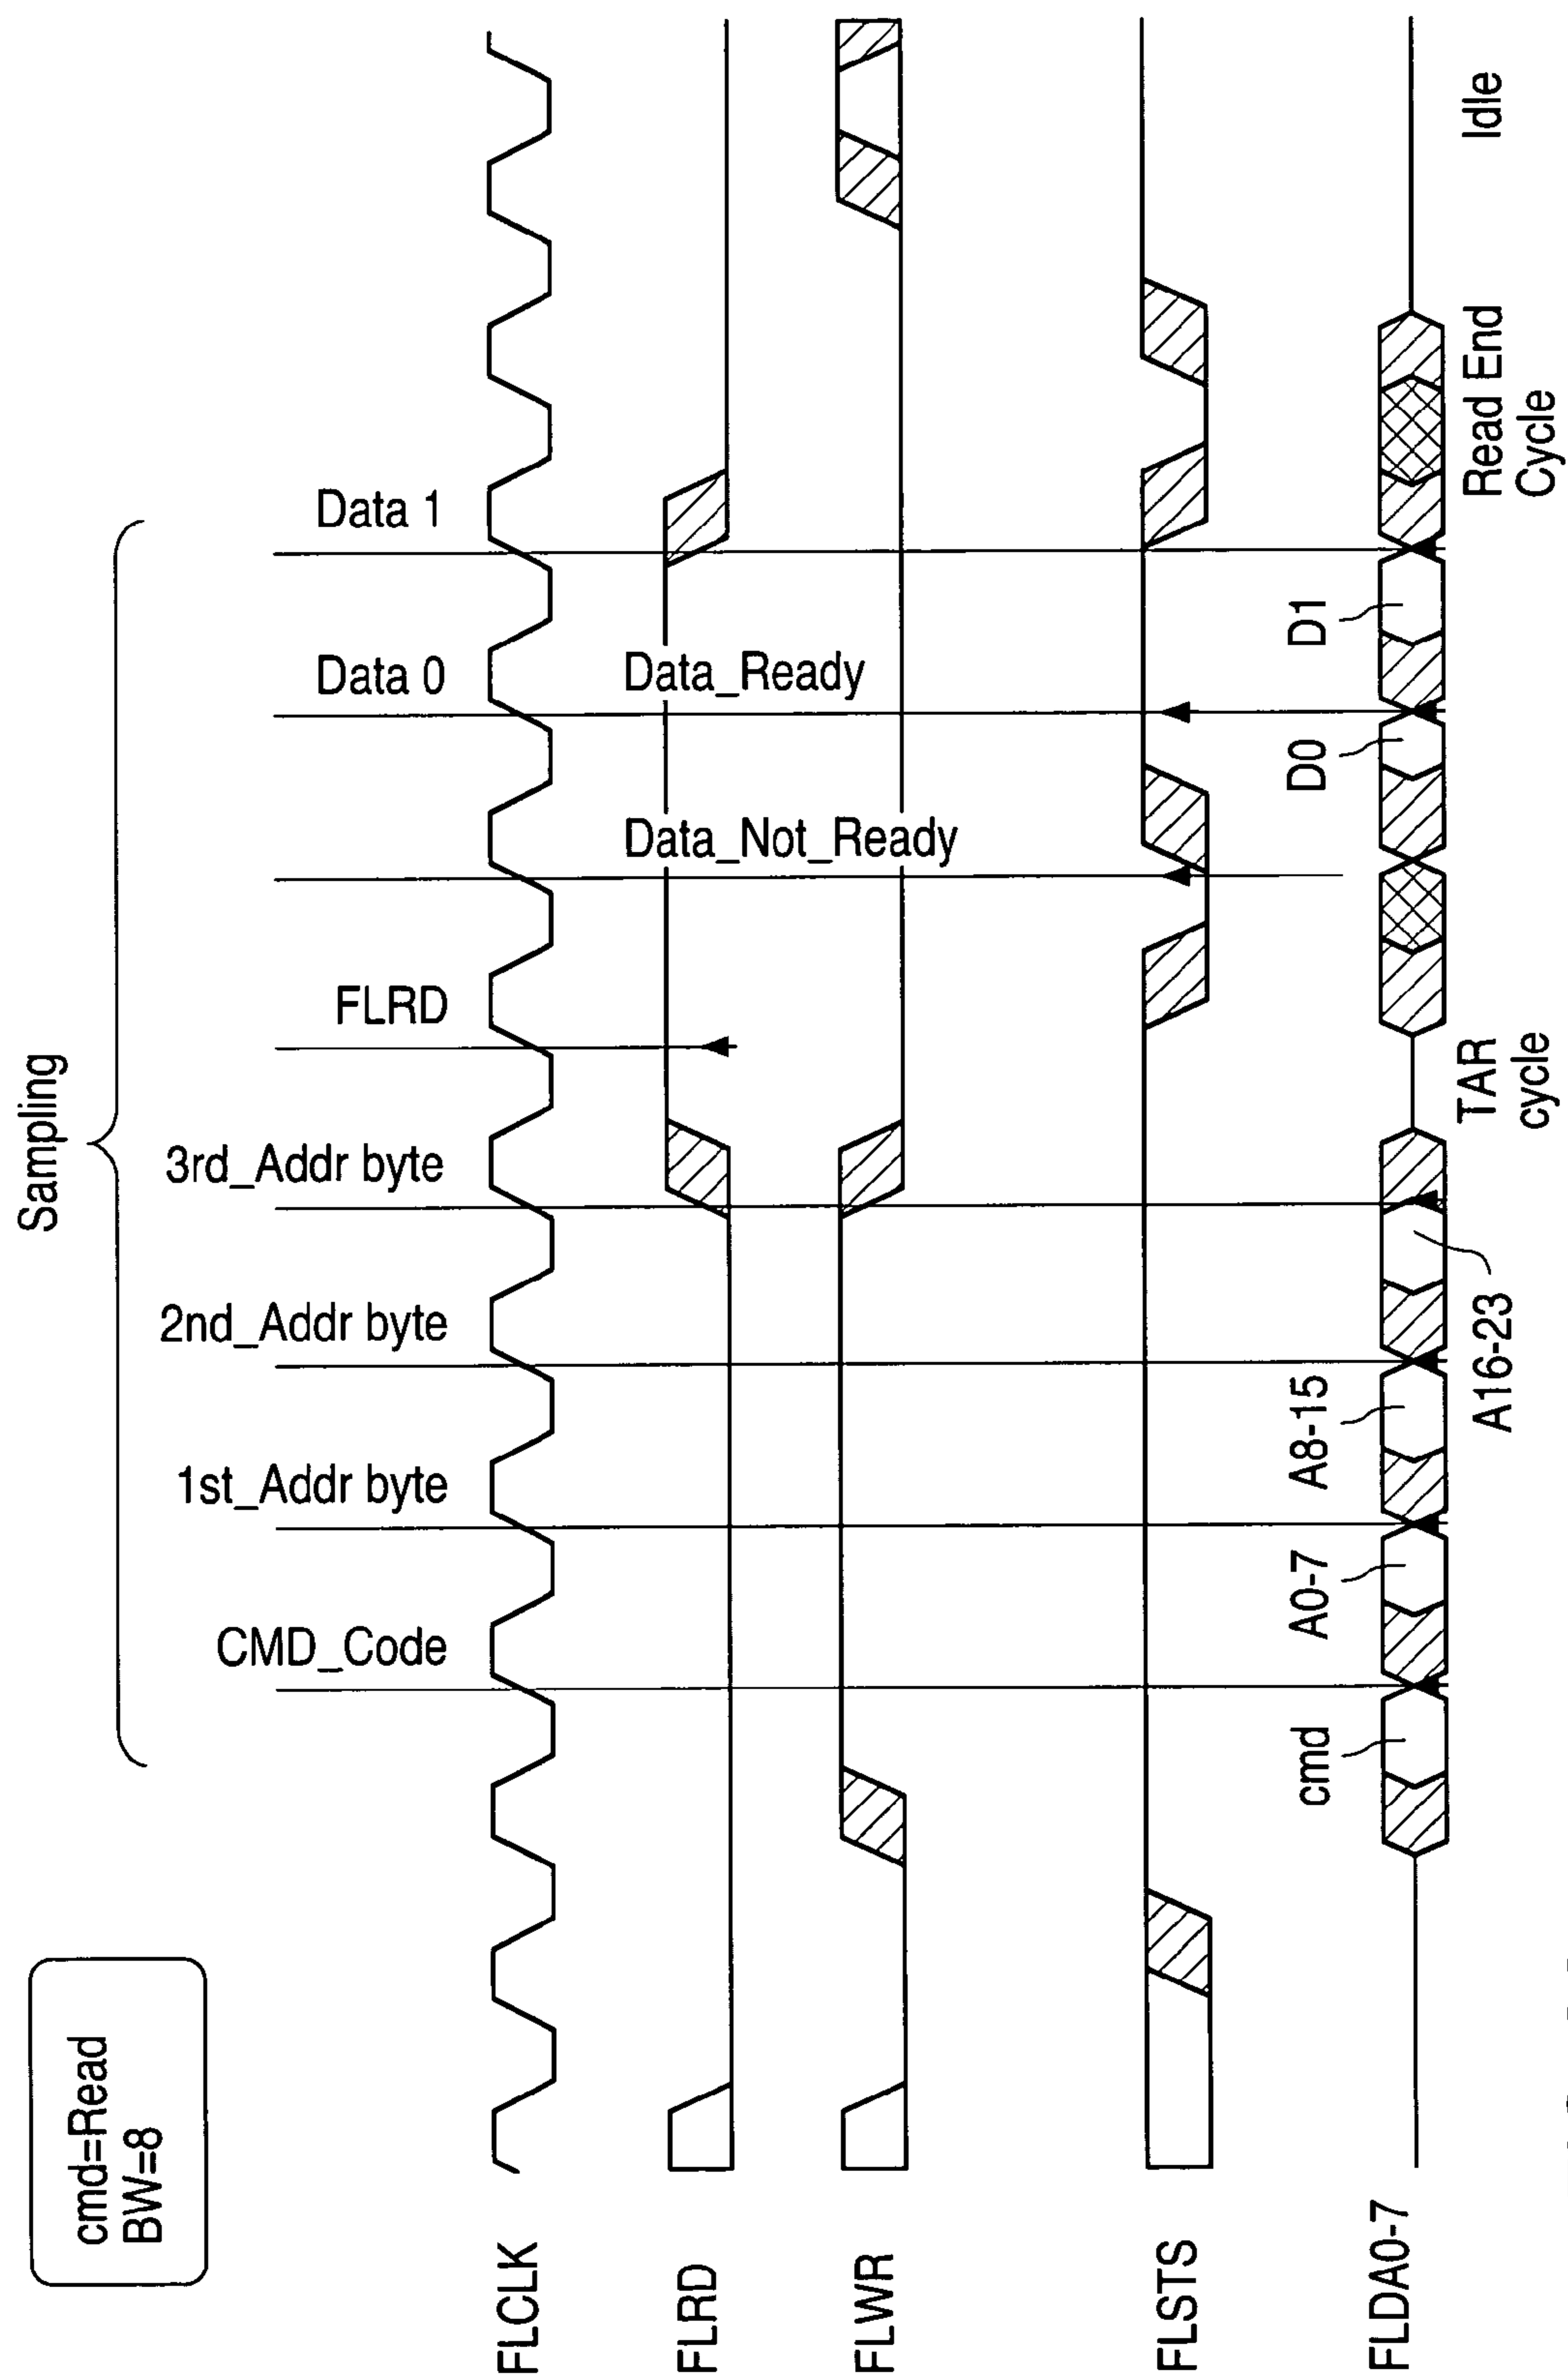 cmd=Read
BW=8
Sampling
CMD_Code
1st_Addr byte
2nd_Addr byte
3rd_Addr byte
FLRD
Data 0
Data 1
FLCLK
FLRD
Data_Not_Ready
Data_Ready
FLWR
FLSTS
FLDA0-7
cmd
A0-7
A8-15
A16-23
TAR
cycle
D0
D1
Read End
Cycle
Idle